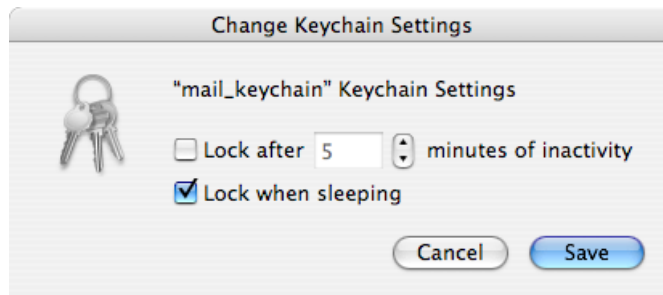 Change Keychain Settings
“mail_keychain” Keychain Settings
Lock after 5 minutes of inactivity
Lock when sleeping
Cancel Save